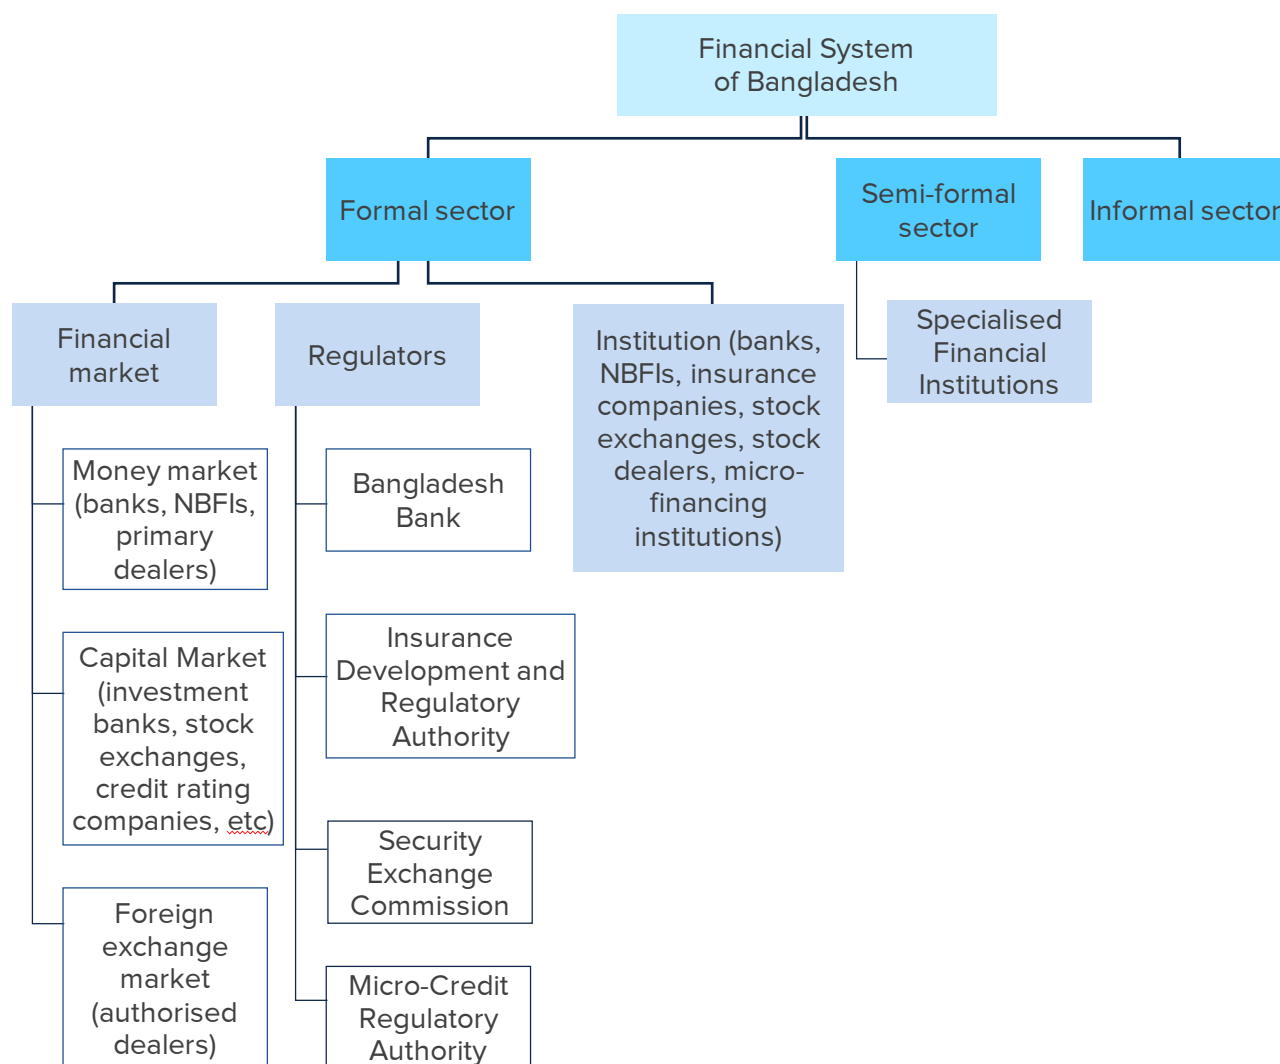 Financial System
of Bangladesh
Formal sector
Semi-formal
sector
Informal sector
Financial
market
Regulators
Institution (banks,
NBFIs, insurance
companies, stock
exchanges, stock
dealers, micro-
financing
institutions)
Specialised
Financial
Institutions
Money market
(banks, NBFIs,
primary
dealers)
Capital Market
(investment
banks, stock
exchanges,
credit rating
companies, etc)
Foreign
exchange
market
(authorised
dealers)
Bangladesh
Bank
Insurance
Development and
Regulatory
Authority
Security
Exchange
Commission
Micro-Credit
Regulatory
Authority